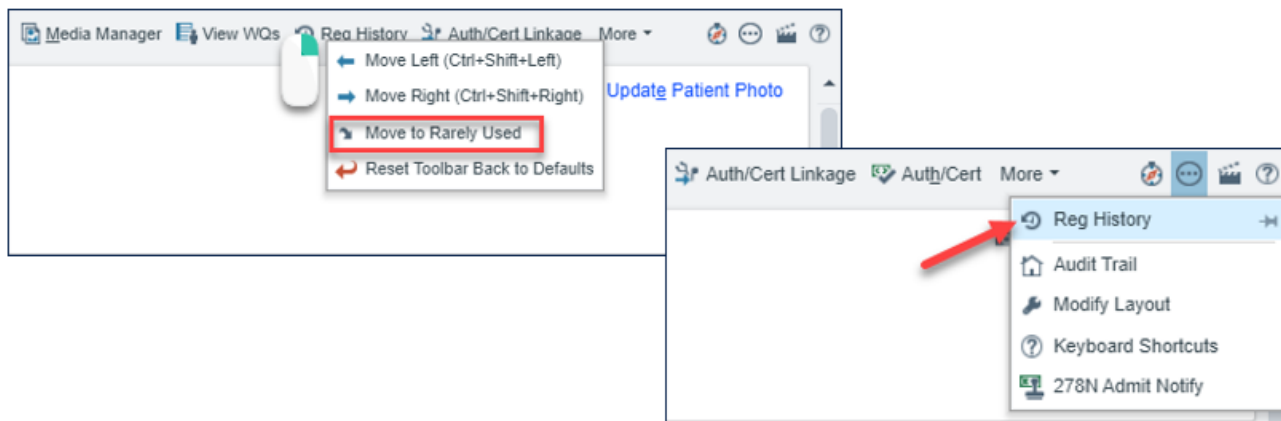 Media Manager View WQs Reg History Auth/Cert Linkage More
Move Left (Ctrl+Shift+Left)
Move Right (Ctrl+Shift+Right)
Move to Rarely Used
Reset Toolbar Back to Defaults
Update Patient Photo
Auth/Cert Linkage Auth/Cert More
Reg History
Audit Trail
Modify Layout
Keyboard Shortcuts
278N Admit Notify